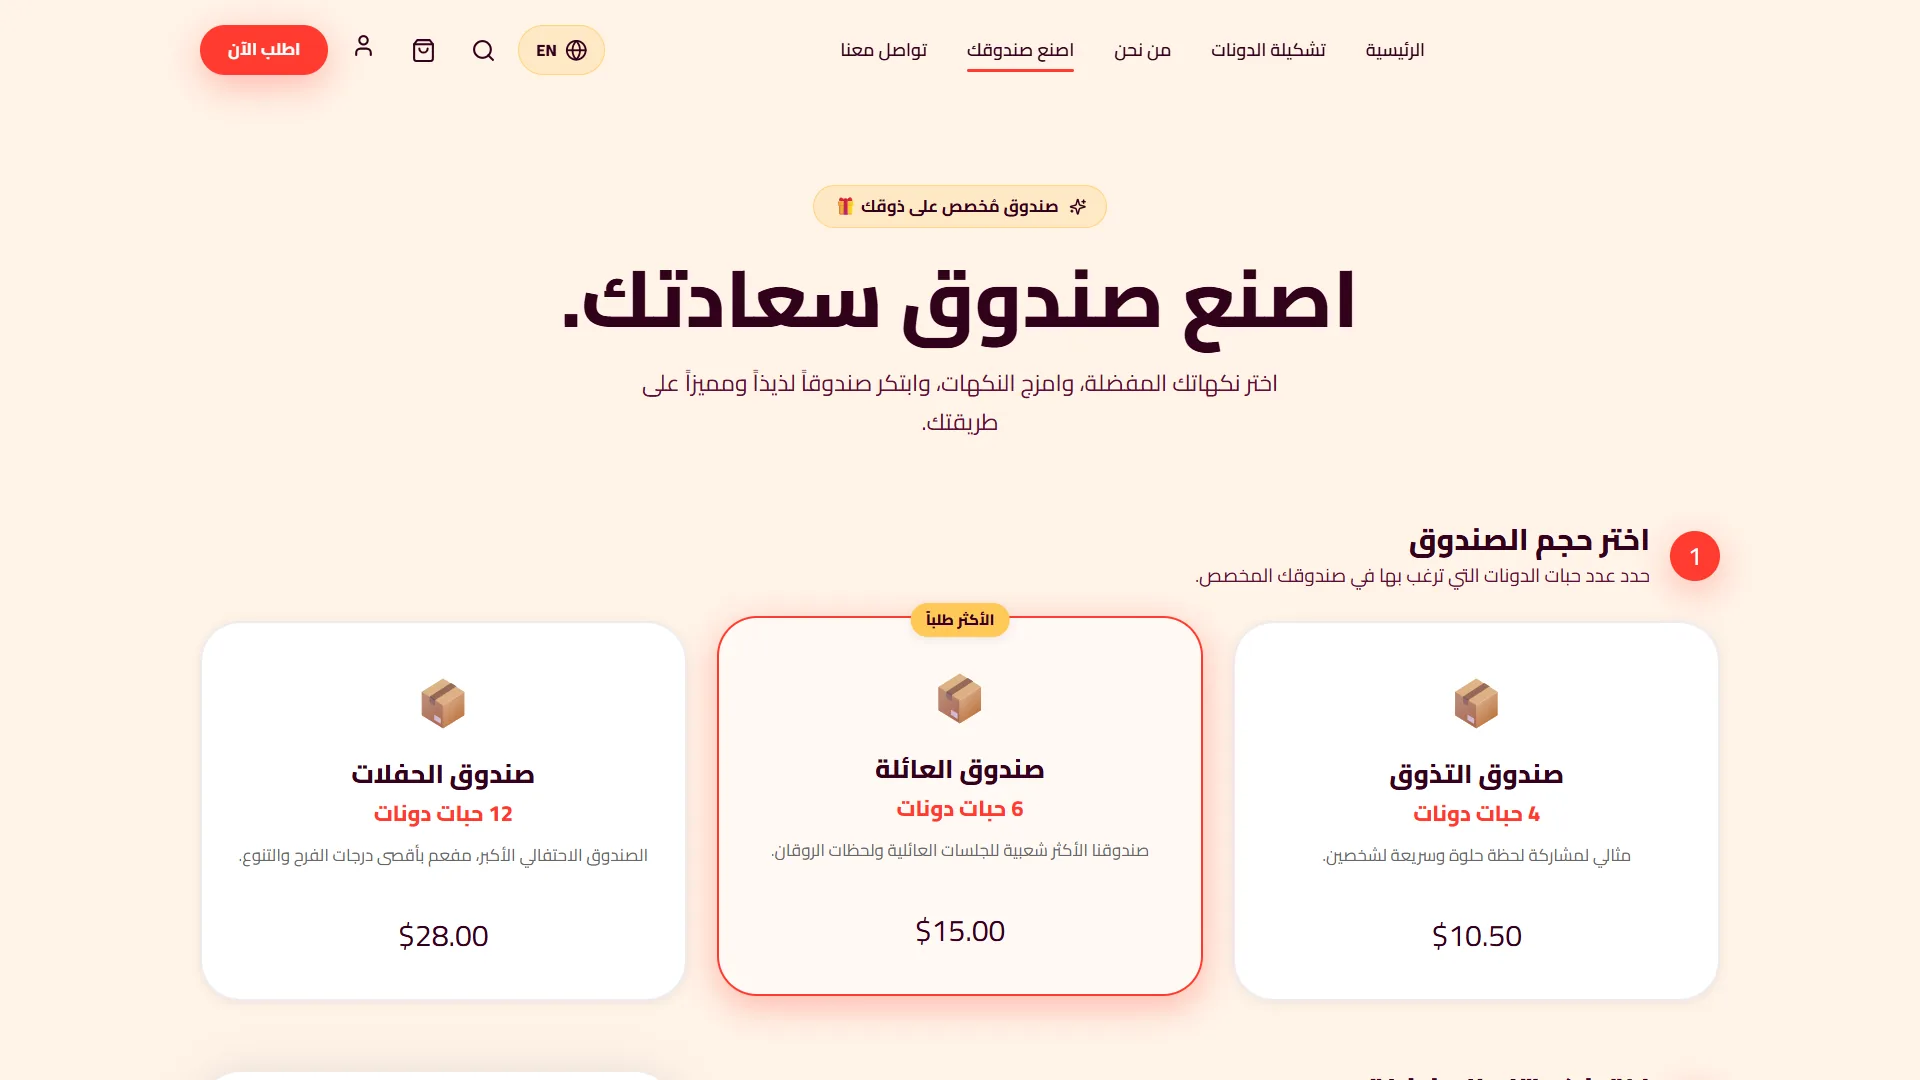 الرئيسية
تشكيلة الدونات
من نحن
اصنع صندوقك
تواصل معنا
EN
اطلب الآن
صندوق مُخصص على ذوقك 🎁
اصنع صندوق سعادتك.
اختر نكهاتك المفضلة، وامزج النكهات، وابتكر صندوقاً لذيذاً ومميزاً على
طريقتك.
1
اختر حجم الصندوق
حدد عدد حبات الدونات التي ترغب بها في صندوقك المخصص.
صندوق التذوق
4 حبات دونات
مثالي لمشاركة لحظة حلوة وسريعة لشخصين.
$10.50
الأكثر طلباً
صندوق العائلة
6 حبات دونات
صندوقنا الأكثر شعبية للجلسات العائلية ولحظات الروقان.
$15.00
صندوق الحفلات
12 حبات دونات
الصندوق الاحتفالي الأكبر، مفعم بأقصى درجات الفرح والتنوع.
$28.00